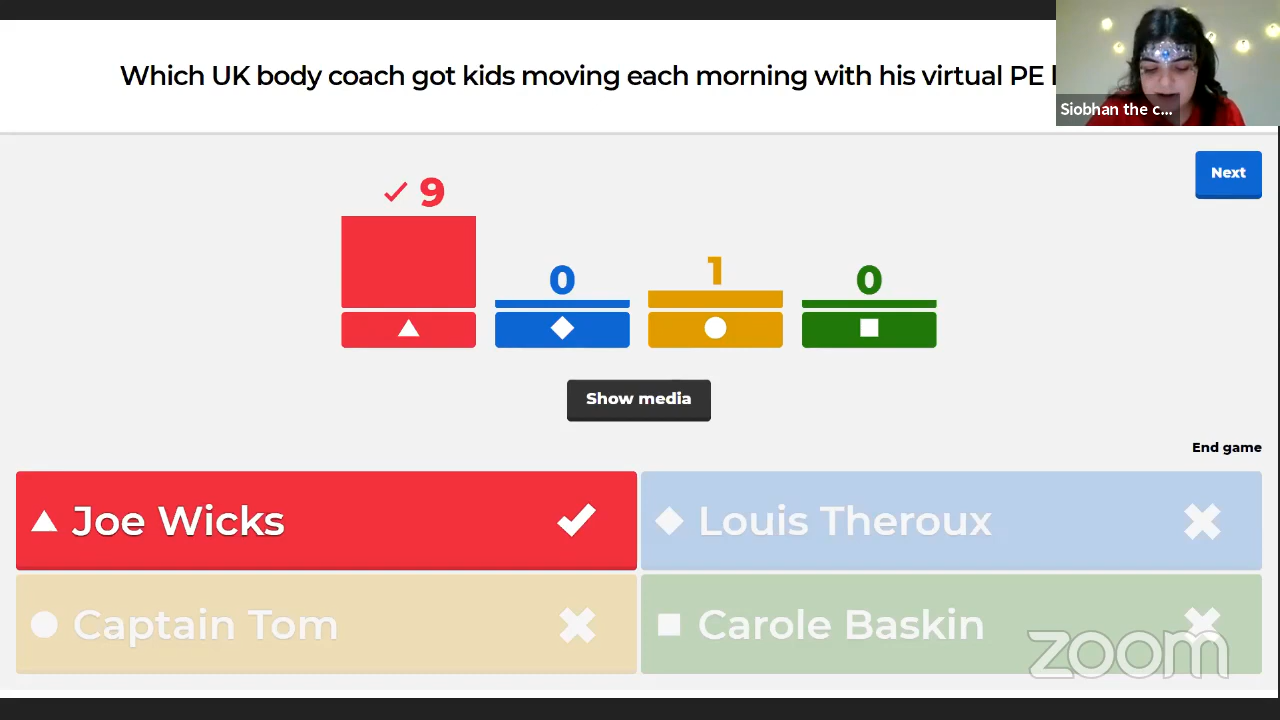 Which UK body coach got kids moving each morning with his virtual PE
Siobhan the c...
Next
9
0
1
0
Show media
End game
Joe Wicks
Louis Theroux
Captain Tom
Carole Baskin
zoom